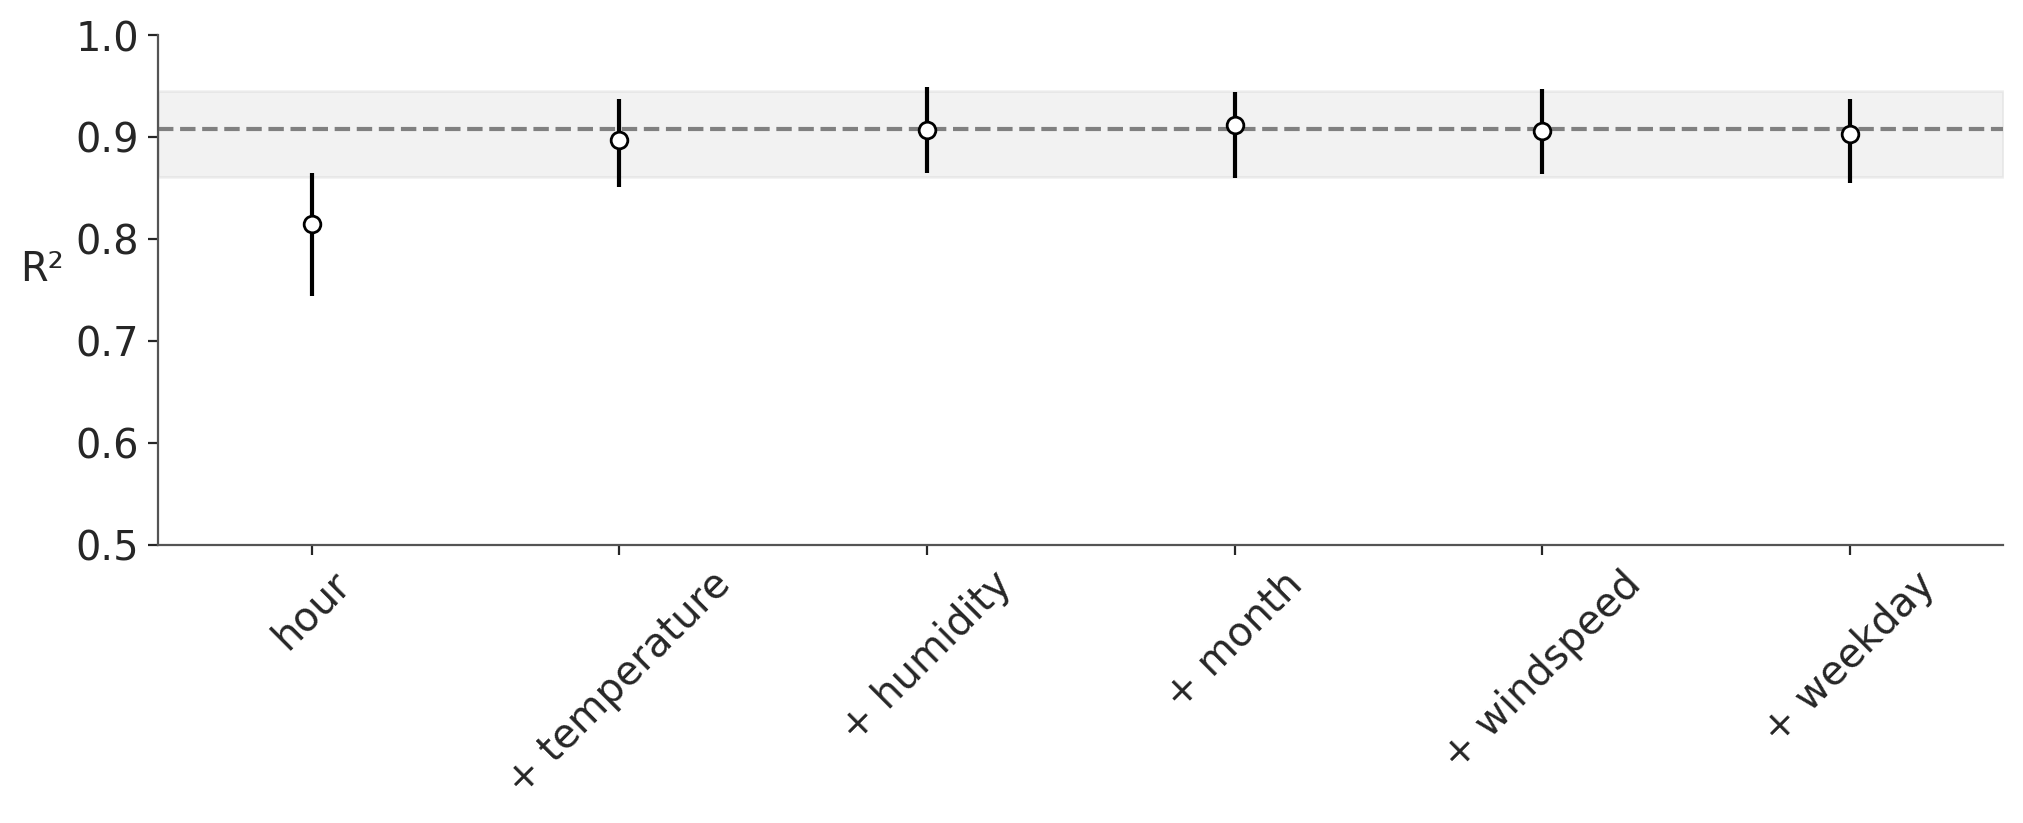 1.0
0.9
0.8
R²
0.7
0.6
0.5
hour
+ temperature
+ humidity
+ month
+ windspeed
+ weekday